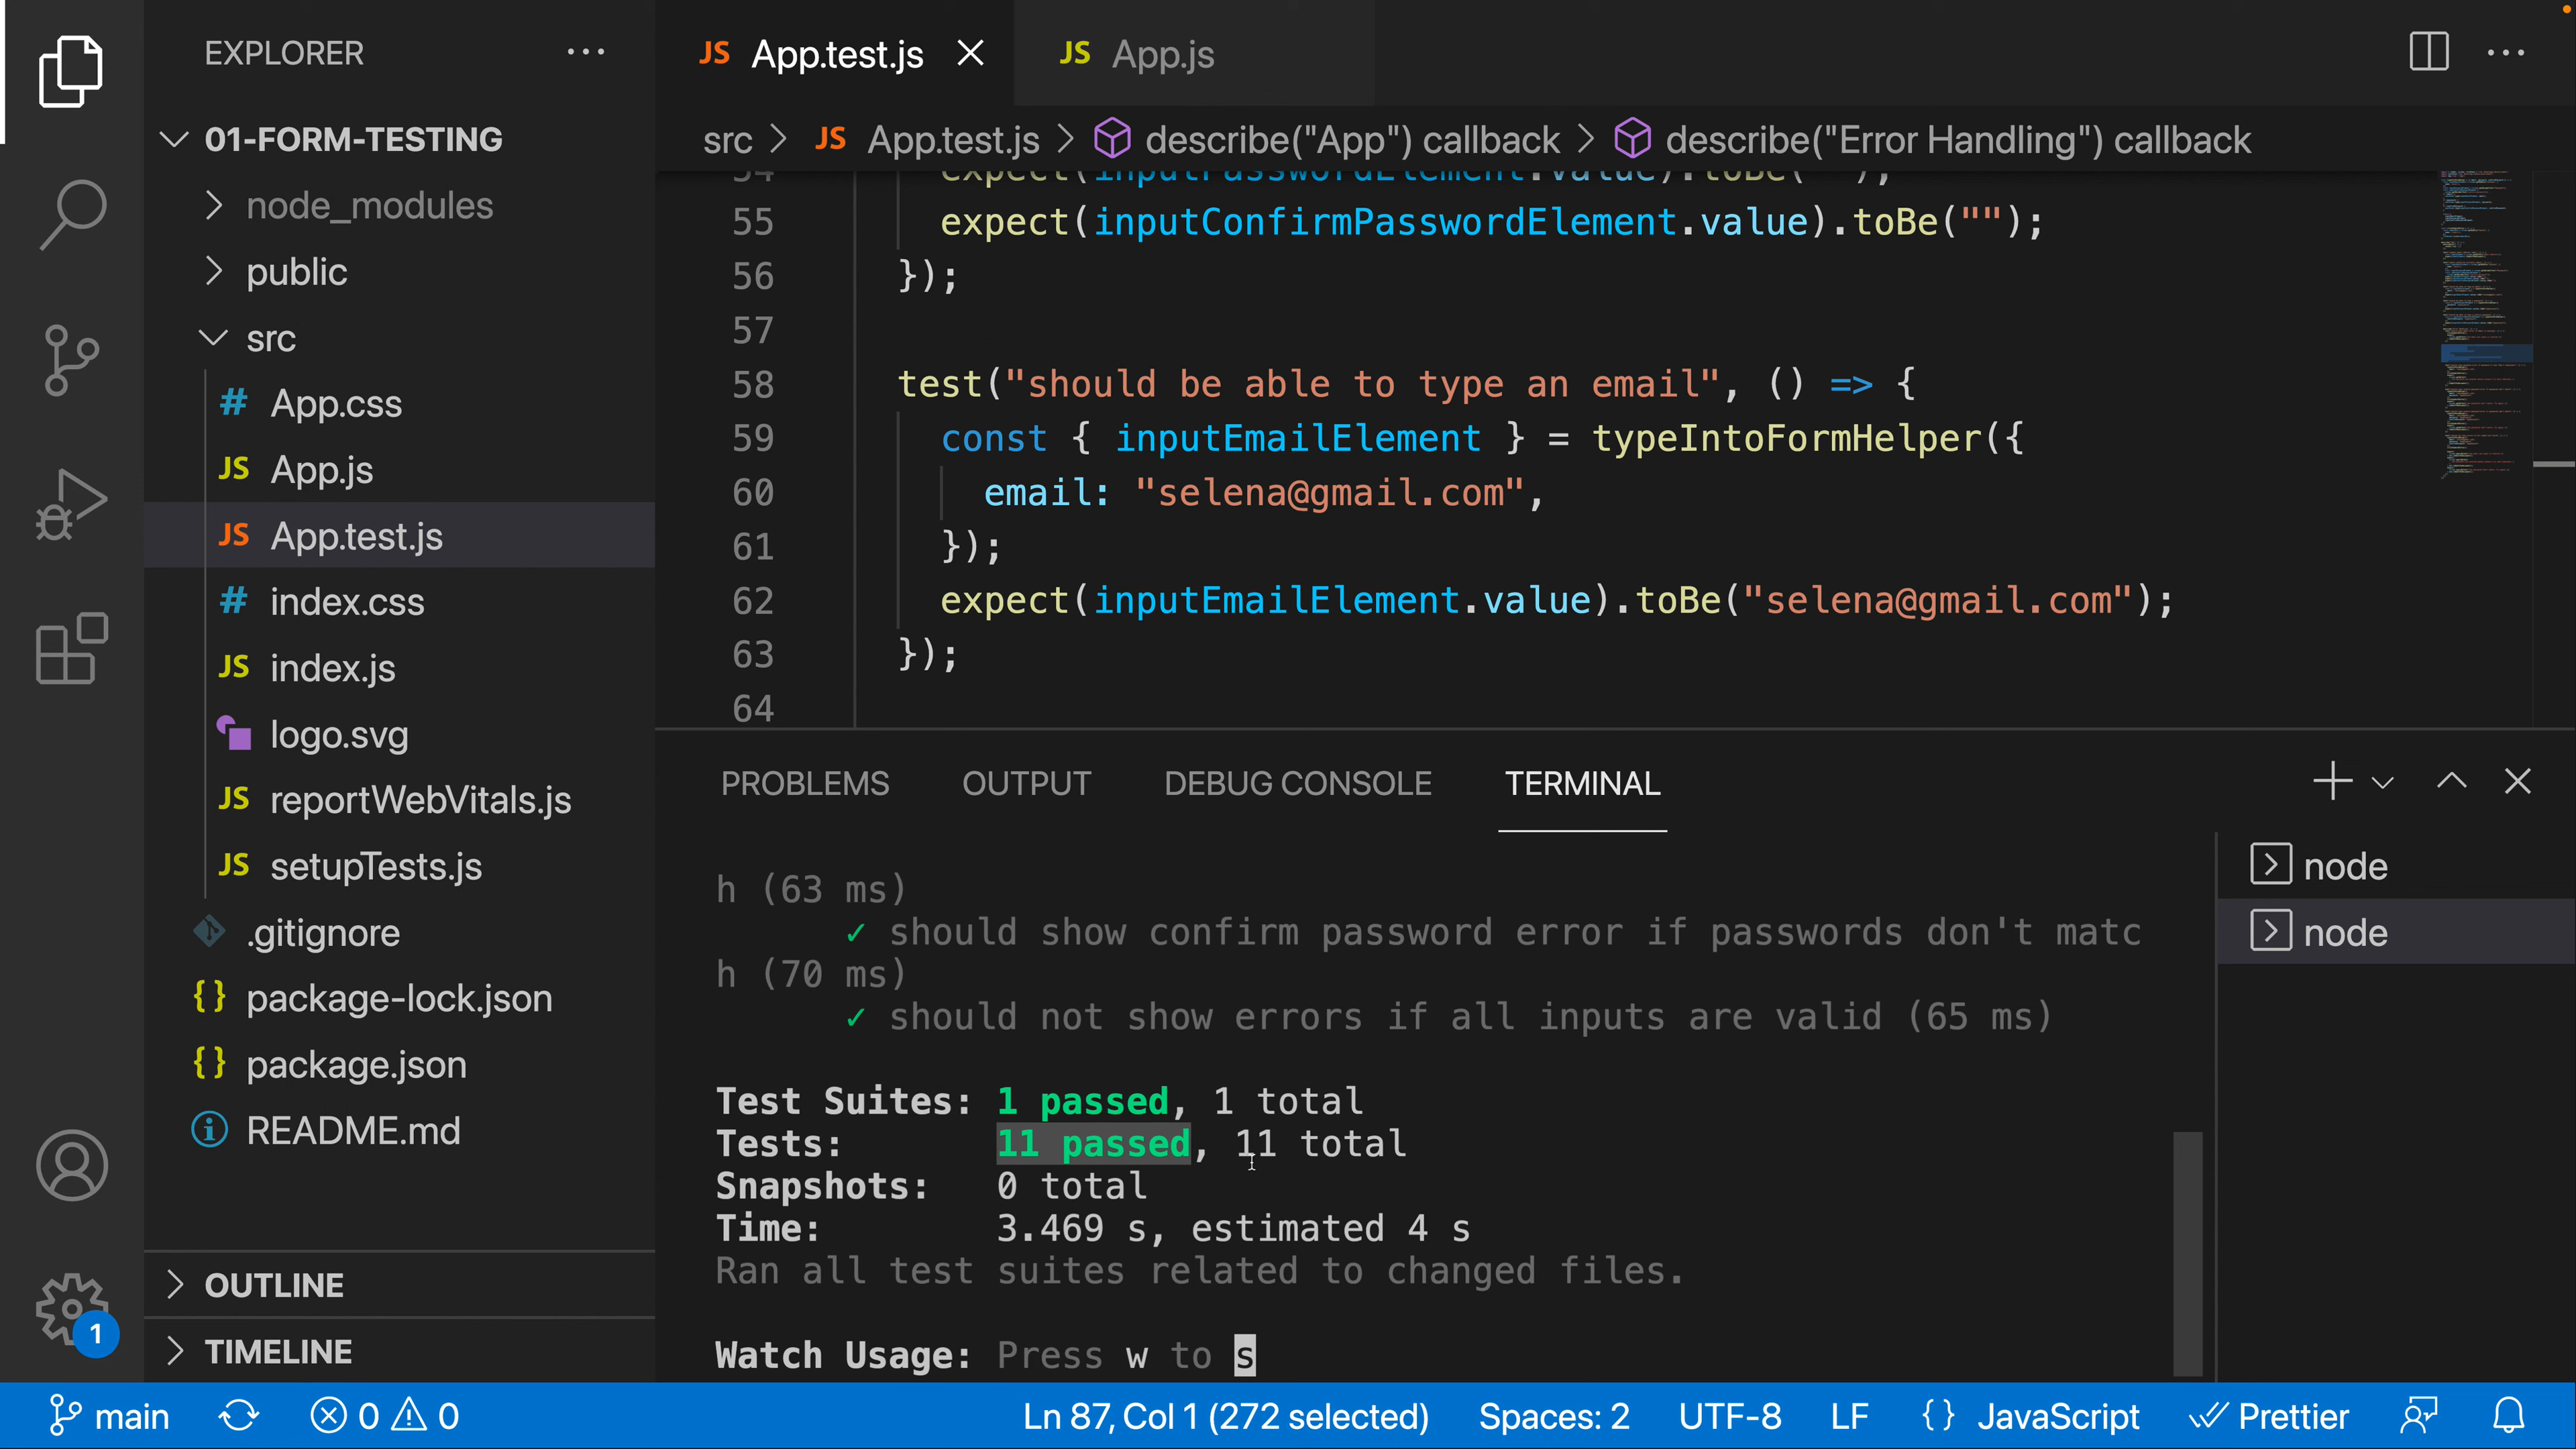 EXPLORER
JS App.test.js
JS App.js
01-FORM-TESTING
src > JS App.test.js > describe("App") callback > describe("Error Handling") callback
node_modules
public
src
# App.css
JS App.js
JS App.test.js
# index.css
JS index.js
logo.svg
JS reportWebVitals.js
JS setupTests.js
.gitignore
{} package-lock.json
{} package.json
README.md
OUTLINE
TIMELINE
1
54 expect(inputPasswordElement.value).toBe("");
55 expect(inputConfirmPasswordElement.value).toBe("");
56 });
57
58 test("should be able to type an email", () => {
59 const { inputEmailElement } = typeIntoFormHelper({
60 email: "selena@gmail.com",
61 });
62 expect(inputEmailElement.value).toBe("selena@gmail.com");
63 });
64
PROBLEMS OUTPUT DEBUG CONSOLE TERMINAL
h (63 ms)
✓ should show confirm password error if passwords don't matc
h (70 ms)
✓ should not show errors if all inputs are valid (65 ms)
Test Suites: 1 passed, 1 total
Tests: 11 passed, 11 total
Snapshots: 0 total
Time: 3.469 s, estimated 4 s
Ran all test suites related to changed files.
Watch Usage: Press w to s
node
node
main 0 0 Ln 87, Col 1 (272 selected) Spaces: 2 UTF-8 LF {} JavaScript Prettier